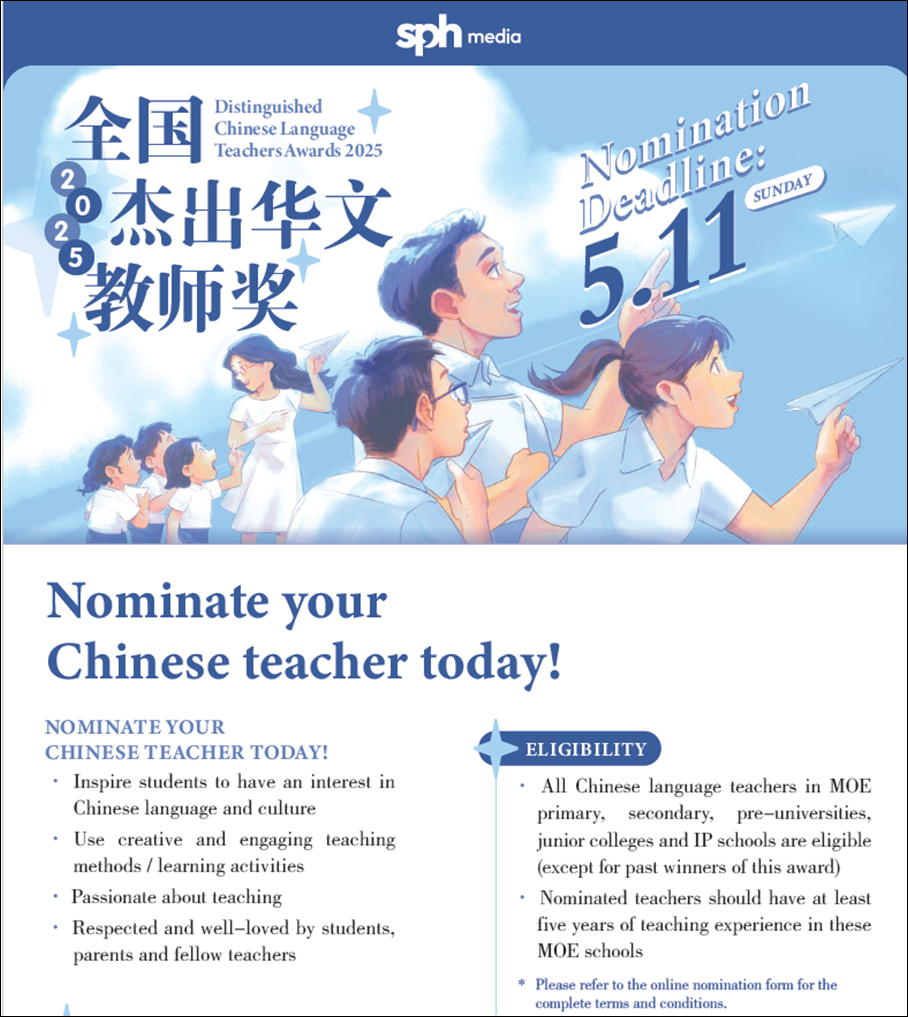 sph media
全国
Distinguished
Chinese Language
Teachers Awards 2025
2025
杰出华文
教师奖
Nomination
Deadline:
5.11
SUNDAY
Nominate your
Chinese teacher today!
NOMINATE YOUR
CHINESE TEACHER TODAY!
· Inspire students to have an interest in
Chinese language and culture
· Use creative and engaging teaching
methods / learning activities
· Passionate about teaching
· Respected and well-loved by students,
parents and fellow teachers
ELIGIBILITY
· All Chinese language teachers in MOE
primary, secondary, pre-universities,
junior colleges and IP schools are eligible
(except for past winners of this award)
· Nominated teachers should have at least
five years of teaching experience in these
MOE schools
* Please refer to the online nomination form for the
complete terms and conditions.